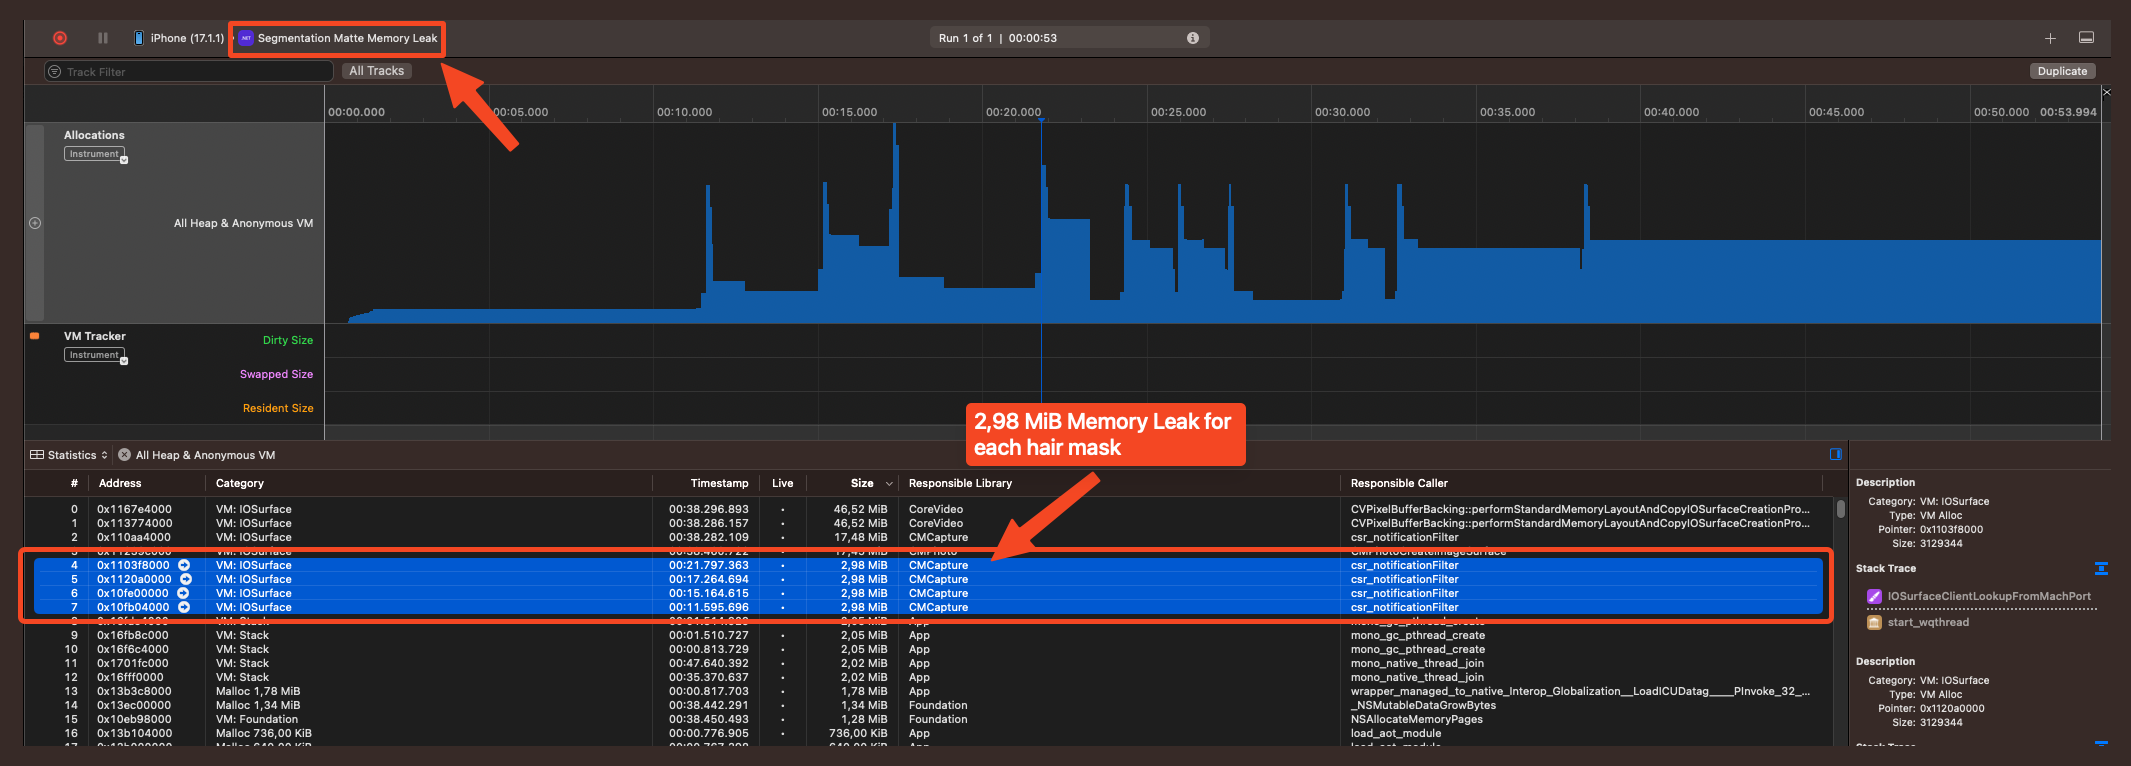 iPhone (17.1.1)
.NET Segmentation Matte Memory Leak
Run 1 of 1 | 00:00:53
Track Filter
All Tracks
Duplicate
00:00.000 00:05.000 00:10.000 00:15.000 00:20.000 00:25.000 00:30.000 00:35.000 00:40.000 00:45.000 00:50.000 00:53.994
Allocations
Instrument
All Heap & Anonymous VM
VM Tracker
Instrument
Dirty Size
Swapped Size
Resident Size
2,98 MiB Memory Leak for
each hair mask
Statistics All Heap & Anonymous VM
# Address Category Timestamp Live Size Responsible Library Responsible Caller
0 0x1167e4000 VM: IOSurface 00:38.296.893 • 46,52 MiB CoreVideo CVPixelBufferBacking::performStandardMemoryLayoutAndCopyIOSurfaceCreationPro...
1 0x113774000 VM: IOSurface 00:38.286.157 • 46,52 MiB CoreVideo CVPixelBufferBacking::performStandardMemoryLayoutAndCopyIOSurfaceCreationPro...
2 0x110aa4000 VM: IOSurface 00:38.282.109 • 17,48 MiB CMCapture csr_notificationFilter
3 VM: IOSurface CMPhoto CMPhotoCreateImageSurface
4 0x1103f8000 VM: IOSurface 00:21.797.363 • 2,98 MiB CMCapture csr_notificationFilter
5 0x1120a0000 VM: IOSurface 00:17.264.694 • 2,98 MiB CMCapture csr_notificationFilter
6 0x10fe00000 VM: IOSurface 00:15.164.615 • 2,98 MiB CMCapture csr_notificationFilter
7 0x10fb04000 VM: IOSurface 00:11.595.696 • 2,98 MiB CMCapture csr_notificationFilter
8 VM: Stack 2,05 MiB App mono_gc_pthread_create
9 0x16fb8c000 VM: Stack 00:01.510.727 • 2,05 MiB App mono_gc_pthread_create
10 0x16f6c4000 VM: Stack 00:00.813.729 • 2,05 MiB App mono_gc_pthread_create
11 0x1701fc000 VM: Stack 00:47.640.392 • 2,02 MiB App mono_native_thread_join
12 0x16fff0000 VM: Stack 00:35.370.637 • 2,02 MiB App mono_native_thread_join
13 0x13b3c8000 Malloc 1,78 MiB 00:00.817.703 • 1,78 MiB App wrapper_managed_to_native_Interop_Globalization__LoadICUDatag____PInvoke_32_...
14 0x13ec00000 Malloc 1,34 MiB 00:38.442.291 • 1,34 MiB Foundation _NSMutableDataGrowBytes
15 0x10eb98000 VM: Foundation 00:38.450.493 • 1,28 MiB Foundation NSAllocateMemoryPages
16 0x13b104000 Malloc 736,00 KiB 00:00.776.905 • 736,00 KiB App load_aot_module
17 Malloc 640,00 KiB 640,00 KiB App load_aot_module
Description
Category: VM: IOSurface
Type: VM Alloc
Pointer: 0x1103f8000
Size: 3129344
Stack Trace
IOSurfaceClientLookupFromMachPort
start_wqthread
Description
Category: VM: IOSurface
Type: VM Alloc
Pointer: 0x1120a0000
Size: 3129344
Stack Trace